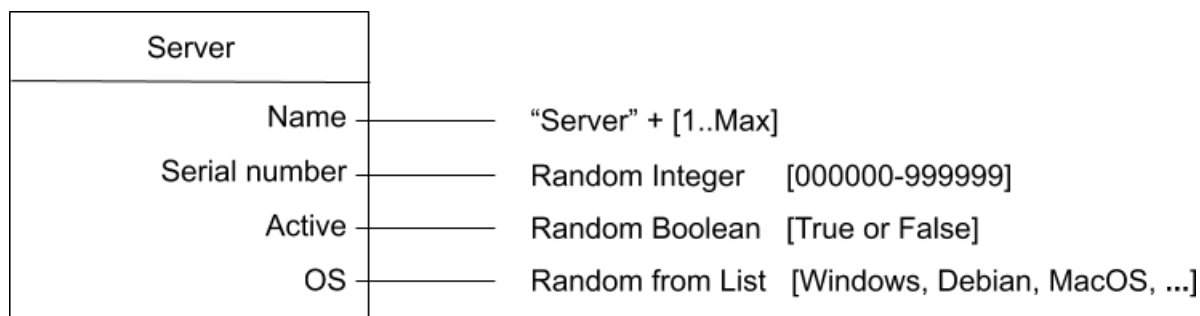 Server
Name “Server” + [1..Max]
Serial number Random Integer [000000-999999]
Active Random Boolean [True or False]
OS Random from List [Windows, Debian, MacOS, ...]